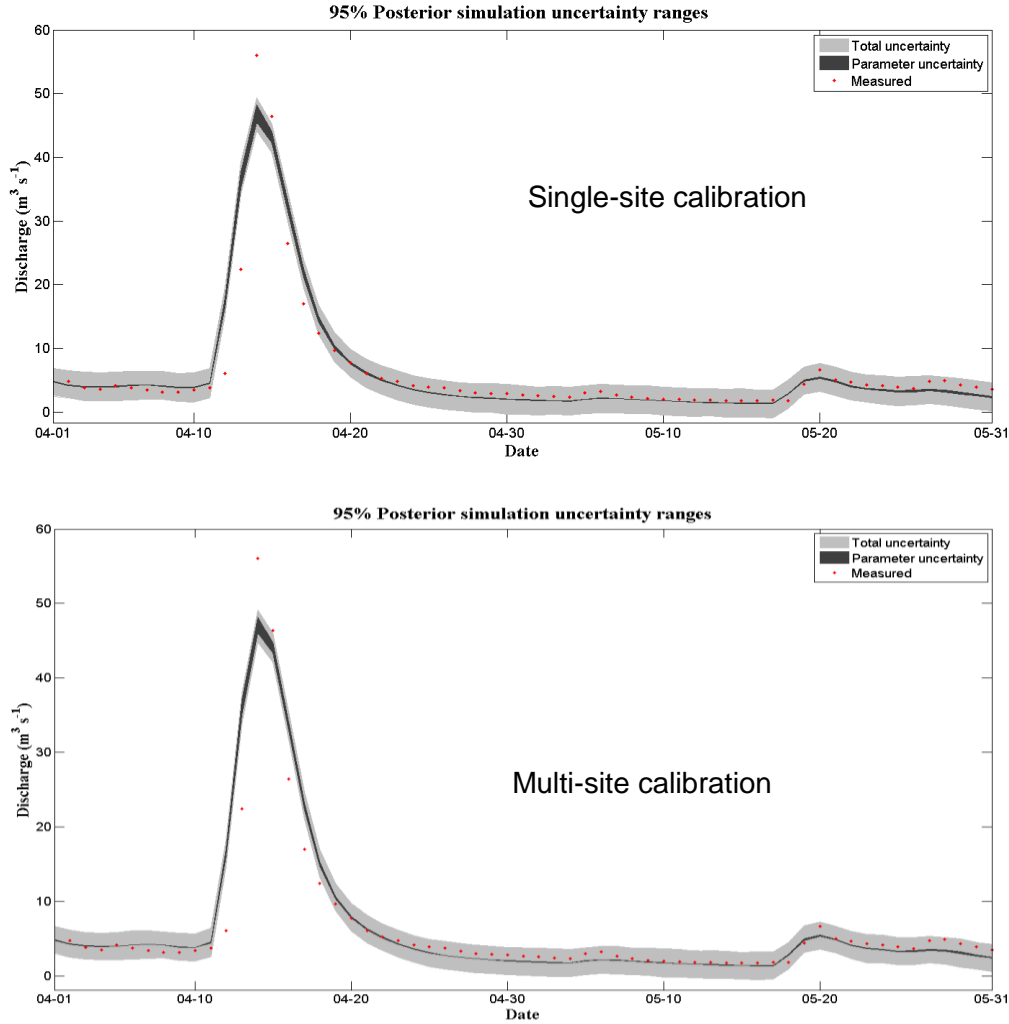 95% Posterior simulation uncertainty ranges
60
50
40
30
20
10
0
Discharge (m³ s⁻¹)
Total uncertainty
Parameter uncertainty
Measured
Single-site calibration
04-01
04-10
04-20
04-30
05-10
05-20
05-31
Date
95% Posterior simulation uncertainty ranges
60
50
40
30
20
10
0
Discharge (m³ s⁻¹)
Total uncertainty
Parameter uncertainty
Measured
Multi-site calibration
04-01
04-10
04-20
04-30
05-10
05-20
05-31
Date